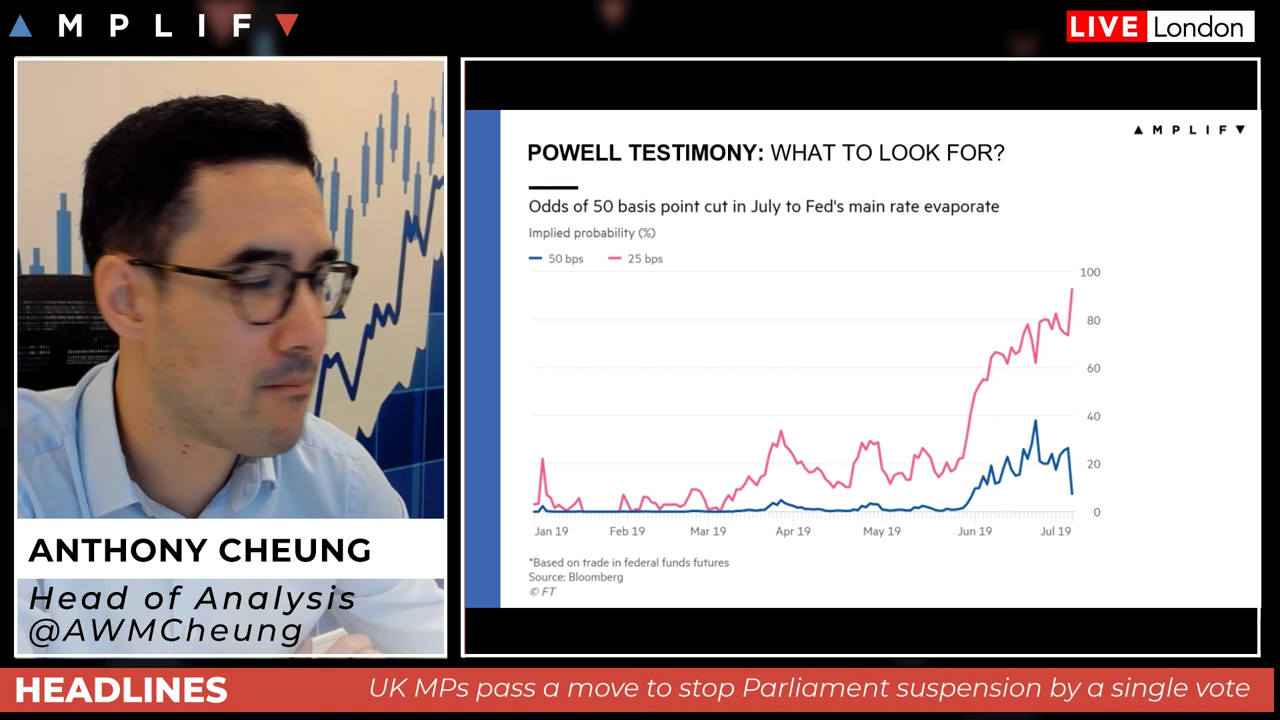 ▲ M P L I F ▼
LIVE London
▲ M P L I F ▼
POWELL TESTIMONY: WHAT TO LOOK FOR?
Odds of 50 basis point cut in July to Fed's main rate evaporate
Implied probability (%)
50 bps 25 bps
100
80
60
40
20
0
Jan 19 Feb 19 Mar 19 Apr 19 May 19 Jun 19 Jul 19
*Based on trade in federal funds futures
Source: Bloomberg
© FT
ANTHONY CHEUNG
Head of Analysis
@AWMCheung
HEADLINES UK MPs pass a move to stop Parliament suspension by a single vote